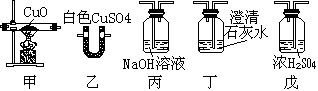 CuO
白色CuSO4
NaOH溶液
澄清
石灰水
浓H2SO4
甲 乙 丙 丁 戊